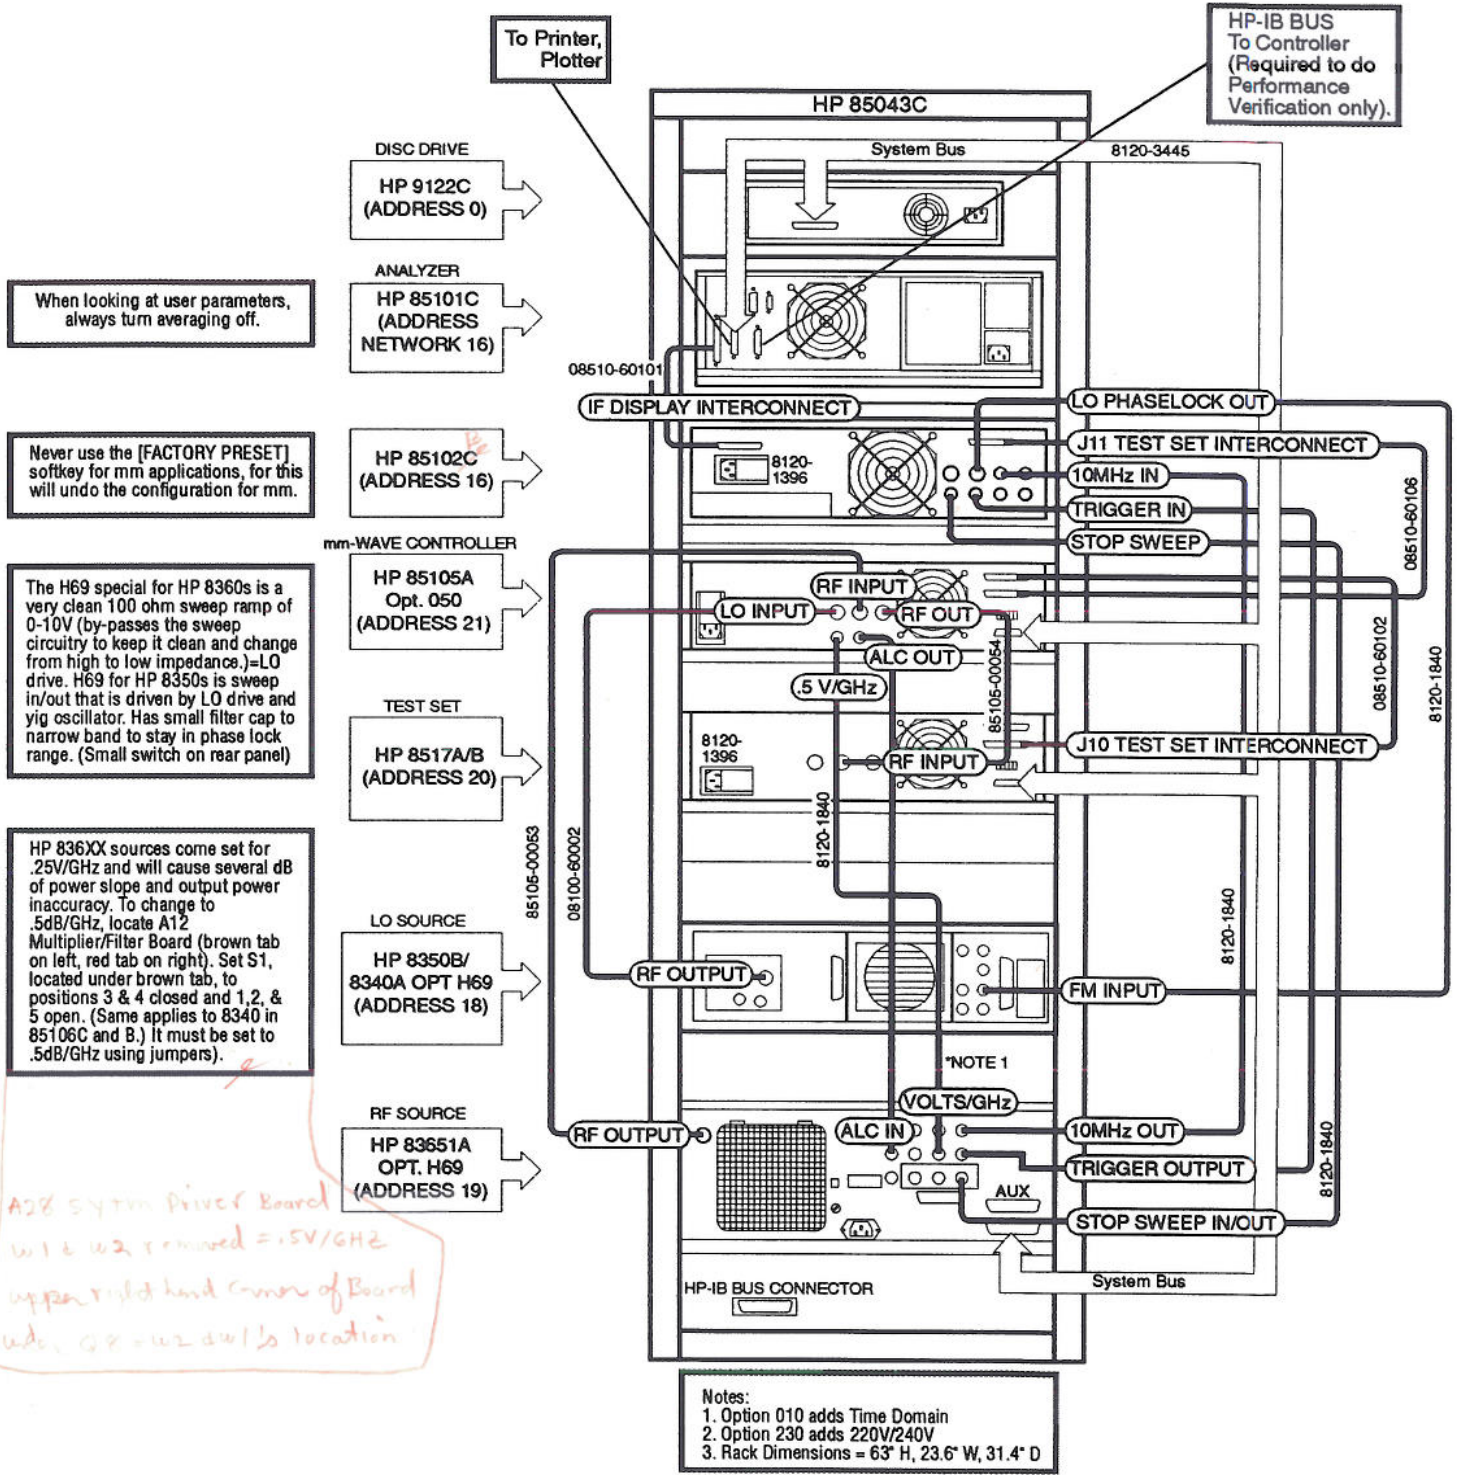 To Printer,
Plotter
HP-IB BUS
To Controller
(Required to do
Performance
Verification only).
HP 85043C
System Bus
8120-3445
DISC DRIVE
HP 9122C
(ADDRESS 0)
ANALYZER
HP 85101C
(ADDRESS
NETWORK 16)
When looking at user parameters,
always turn averaging off.
08510-60101
IF DISPLAY INTERCONNECT
LO PHASELOCK OUT
Never use the [FACTORY PRESET]
softkey for mm applications, for this
will undo the configuration for mm.
HP 85102C
(ADDRESS 16)
8120-
1396
J11 TEST SET INTERCONNECT
10MHz IN
TRIGGER IN
STOP SWEEP
08510-60106
mm-WAVE CONTROLLER
HP 85105A
Opt. 050
(ADDRESS 21)
The H69 special for HP 8360s is a
very clean 100 ohm sweep ramp of
0-10V (by-passes the sweep
circuitry to keep it clean and change
from high to low impedance.)=LO
drive. H69 for HP 8350s is sweep
in/out that is driven by LO drive and
yig oscillator. Has small filter cap to
narrow band to stay in phase lock
range. (Small switch on rear panel)
RF INPUT
LO INPUT
RF OUT
ALC OUT
.5 V/GHz
85105-00054
08510-60102
8120-1840
TEST SET
HP 8517A/B
(ADDRESS 20)
8120-
1396
J10 TEST SET INTERCONNECT
RF INPUT
8120-1840
85105-00053
08100-60002
HP 836XX sources come set for
.25V/GHz and will cause several dB
of power slope and output power
inaccuracy. To change to
.5dB/GHz, locate A12
Multiplier/Filter Board (brown tab
on left, red tab on right). Set S1,
located under brown tab, to
positions 3 & 4 closed and 1,2, &
5 open. (Same applies to 8340 in
85106C and B.) It must be set to
.5dB/GHz using jumpers).
LO SOURCE
HP 8350B/
8340A OPT H69
(ADDRESS 18)
RF OUTPUT
FM INPUT
8120-1840
*NOTE 1
VOLTS/GHz
RF SOURCE
HP 83651A
OPT. H69
(ADDRESS 19)
RF OUTPUT
ALC IN
10MHz OUT
TRIGGER OUTPUT
8120-1840
AUX
STOP SWEEP IN/OUT
System Bus
HP-IB BUS CONNECTOR
A28 SYTM Driver Board
W1 & W2 removed = .5V/GHz
upper right hand corner of Board
location
Notes:
1. Option 010 adds Time Domain
2. Option 230 adds 220V/240V
3. Rack Dimensions = 63" H, 23.6" W, 31.4" D